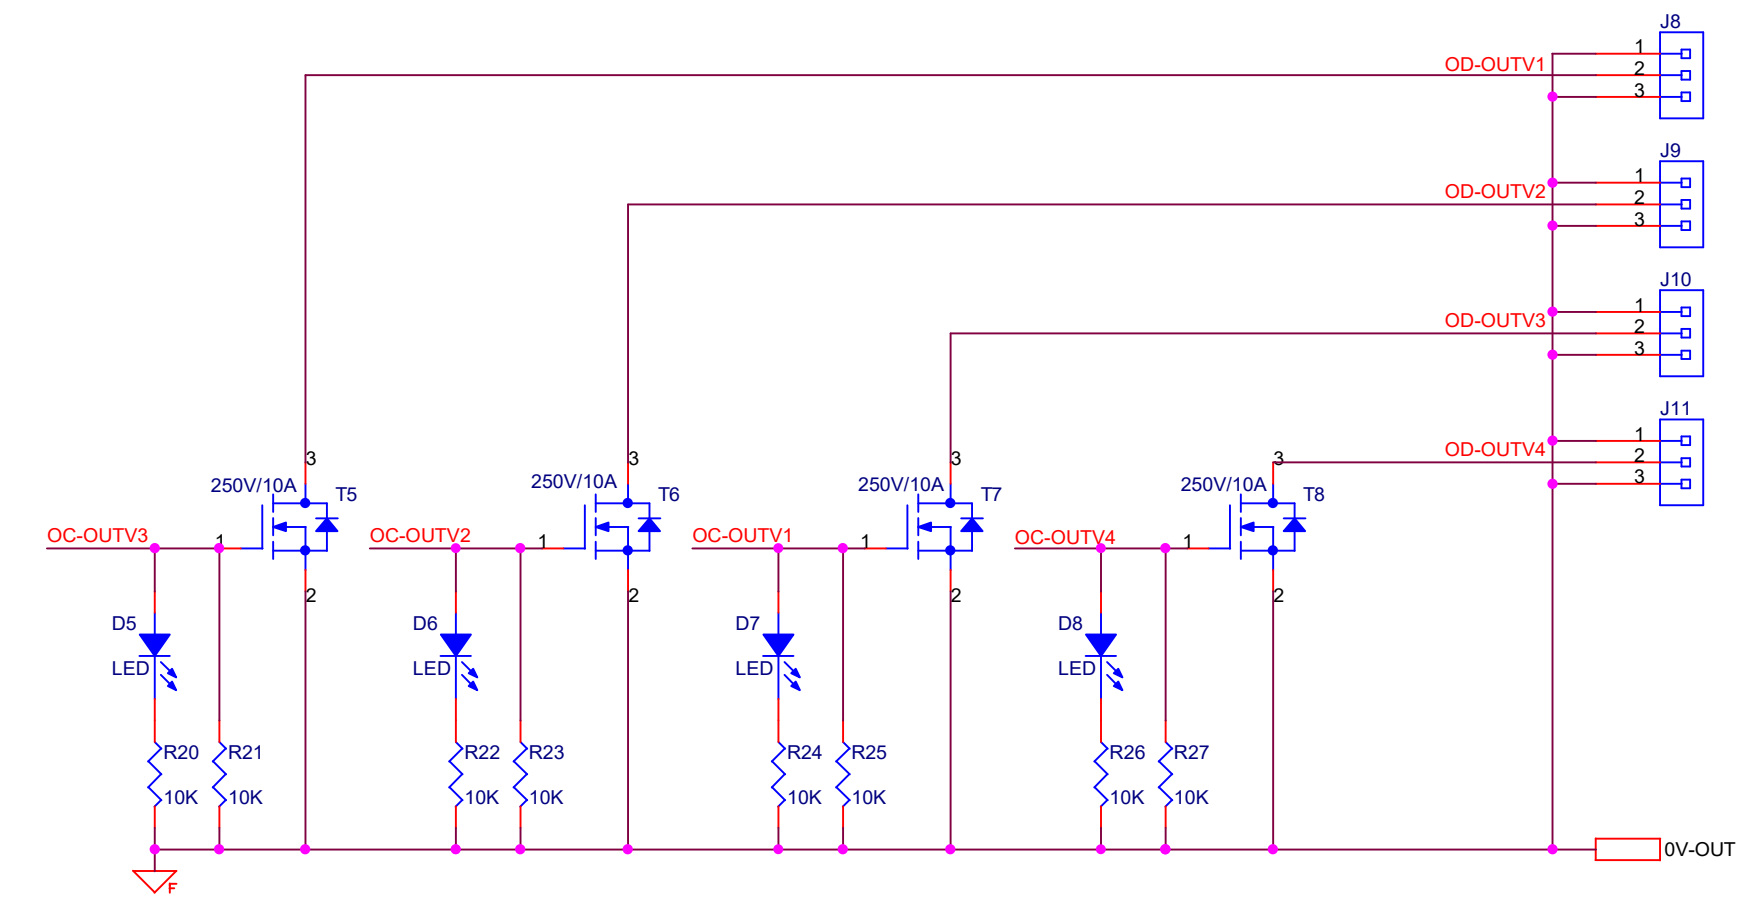 J8
1
OD-OUTV1
2
3
J9
1
OD-OUTV2
2
3
J10
1
OD-OUTV3
2
3
J11
1
OD-OUTV4
2
3
3
250V/10A
T5
OC-OUTV3
1
2
3
250V/10A
T6
OC-OUTV2
1
2
3
250V/10A
T7
OC-OUTV1
1
2
3
250V/10A
T8
OC-OUTV4
1
2
D5
LED
D6
LED
D7
LED
D8
LED
R20
10K
R21
10K
R22
10K
R23
10K
R24
10K
R25
10K
R26
10K
R27
10K
0V-OUT
F